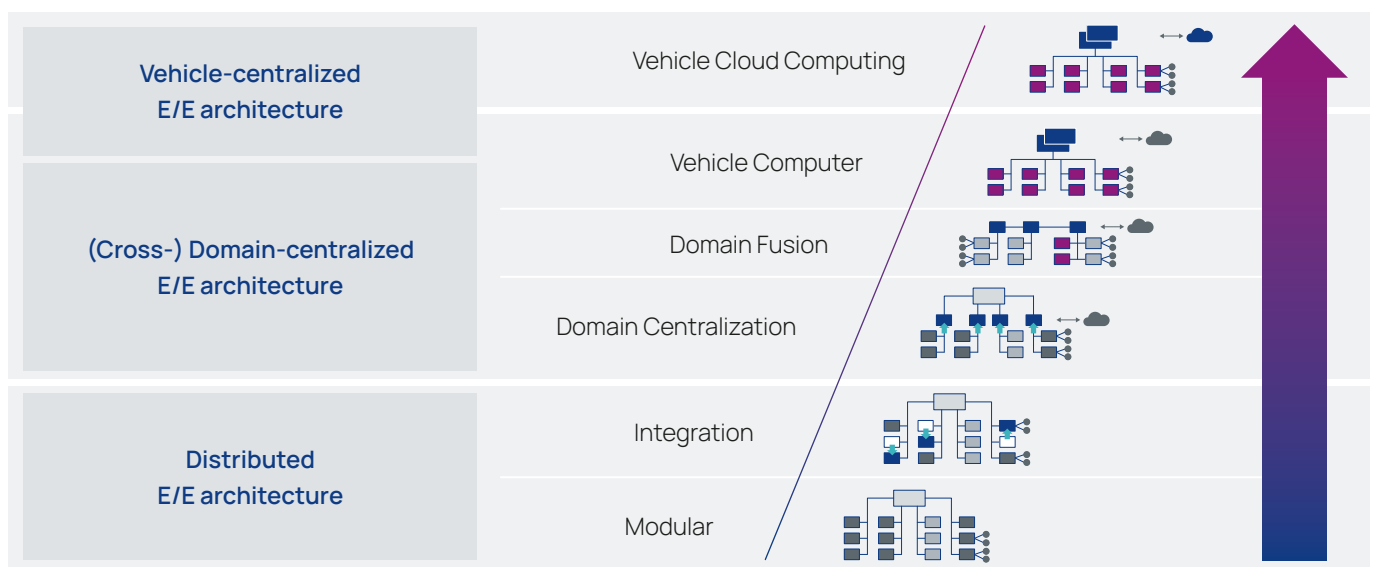 Vehicle-centralized
E/E architecture
Vehicle Cloud Computing
Vehicle Computer
(Cross-) Domain-centralized
E/E architecture
Domain Fusion
Domain Centralization
Distributed
E/E architecture
Integration
Modular